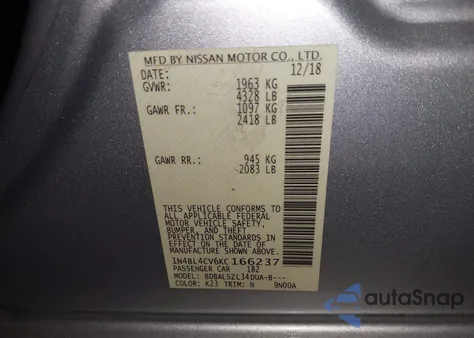 MFD BY NISSAN MOTOR CO., LTD.
DATE: 12/18
GVWR: 1963 KG
4328 LB
GAWR FR.: 1097 KG
2418 LB
GAWR RR.: 945 KG
2083 LB
-
THIS VEHICLE CONFORMS TO
ALL APPLICABLE FEDERAL
MOTOR VEHICLE SAFETY,
BUMPER, AND THEFT
PREVENTION STANDARDS
IN EFFECT ON THE DATE OF
MANUFACTURE SHOWN ABOVE.
1N4BL4CV6KC166237
PASSENGER CAR 182
MODEL: BDBALSZL34DUA-B---
COLOR: K23 TRIM: N 9N00A
autoSnap